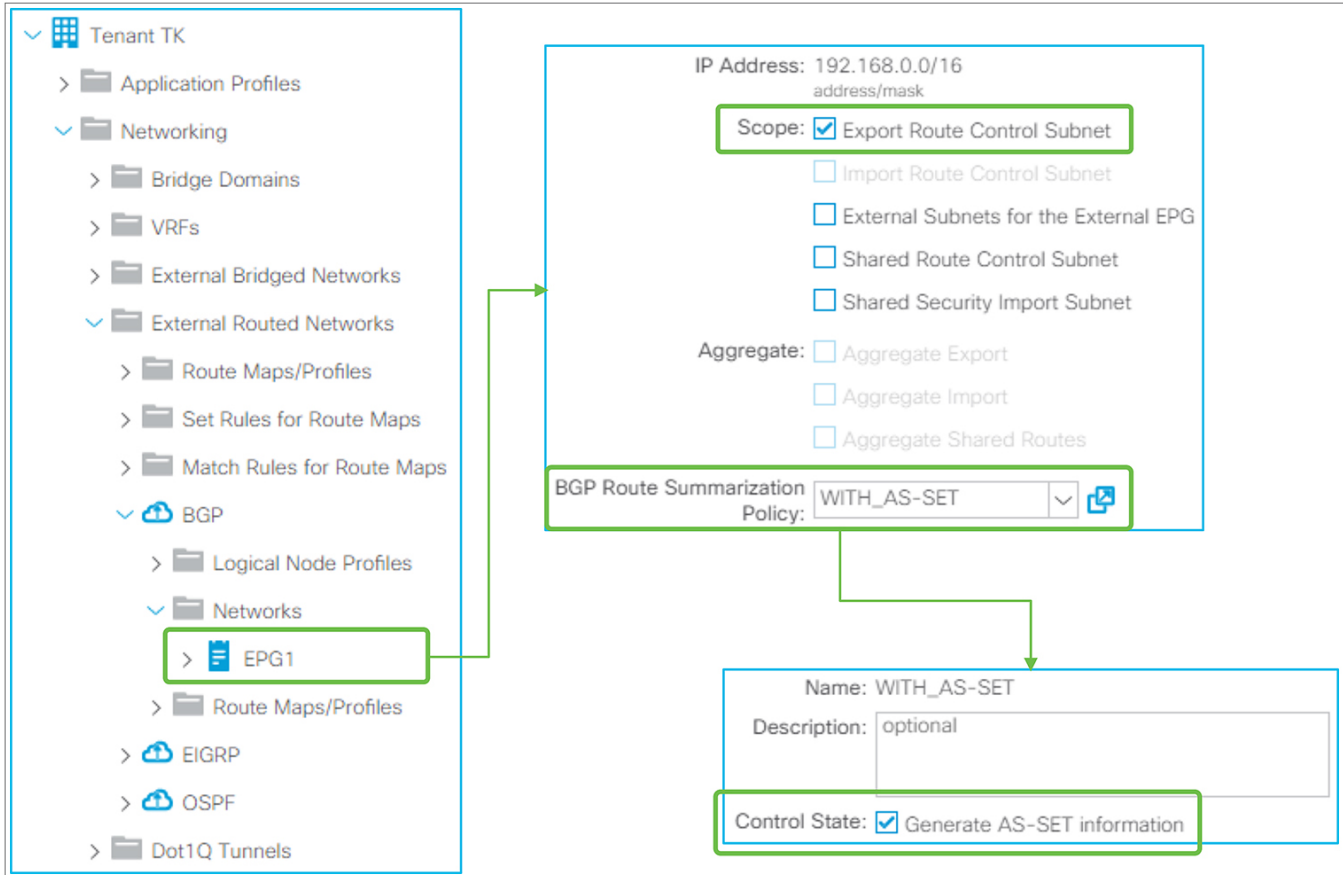 Tenant TK
Application Profiles
Networking
Bridge Domains
VRFs
External Bridged Networks
External Routed Networks
Route Maps/Profiles
Set Rules for Route Maps
Match Rules for Route Maps
BGP
Logical Node Profiles
Networks
EPG1
Route Maps/Profiles
EIGRP
OSPF
Dot1Q Tunnels
IP Address: 192.168.0.0/16
address/mask
Scope: Export Route Control Subnet
Import Route Control Subnet
External Subnets for the External EPG
Shared Route Control Subnet
Shared Security Import Subnet
Aggregate: Aggregate Export
Aggregate Import
Aggregate Shared Routes
BGP Route Summarization
Policy:
WITH_AS-SET
Name: WITH_AS-SET
Description: optional
Control State: Generate AS-SET information